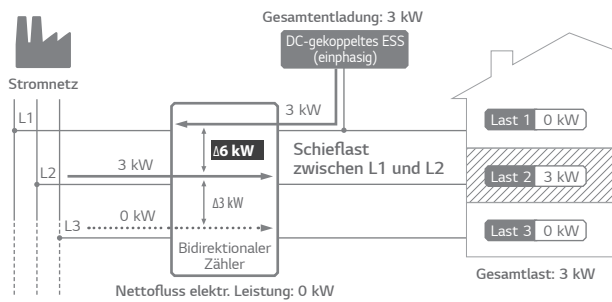 Gesamtentladung: 3 kW
DC-gekoppeltes ESS
(einphasig)
Stromnetz
3 kW
L1
Last 1 0 kW
Δ6 kW
Schieflast
zwischen L1 und L2
L2
3 kW
Last 2 3 kW
Δ3 kW
L3
0 kW
Last 3 0 kW
Bidirektionaler
Zähler
Gesamtlast: 3 kW
Nettofluss elektr. Leistung: 0 kW